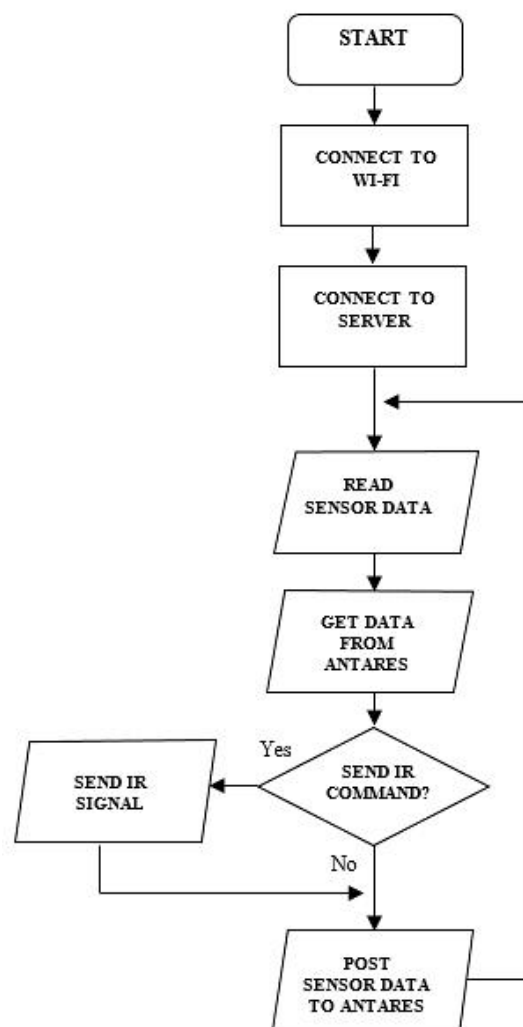 START
CONNECT TO
WI-FI
CONNECT TO
SERVER
READ
SENSOR DATA
GET DATA
FROM
ANTARES
Yes
SEND IR
COMMAND?
SEND IR
SIGNAL
No
POST
SENSOR DATA
TO ANTARES